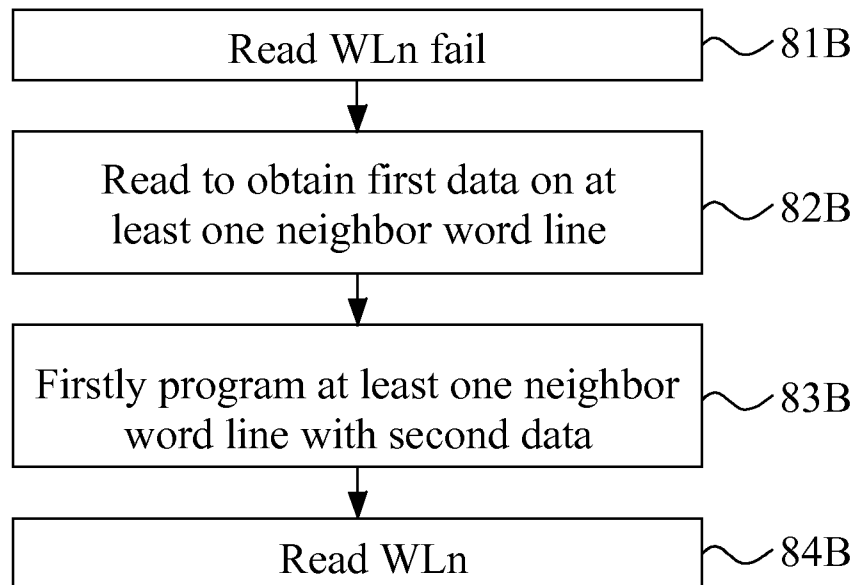 Read WLn fail
81B
Read to obtain first data on at
least one neighbor word line
82B
Firstly program at least one neighbor
word line with second data
83B
Read WLn
84B